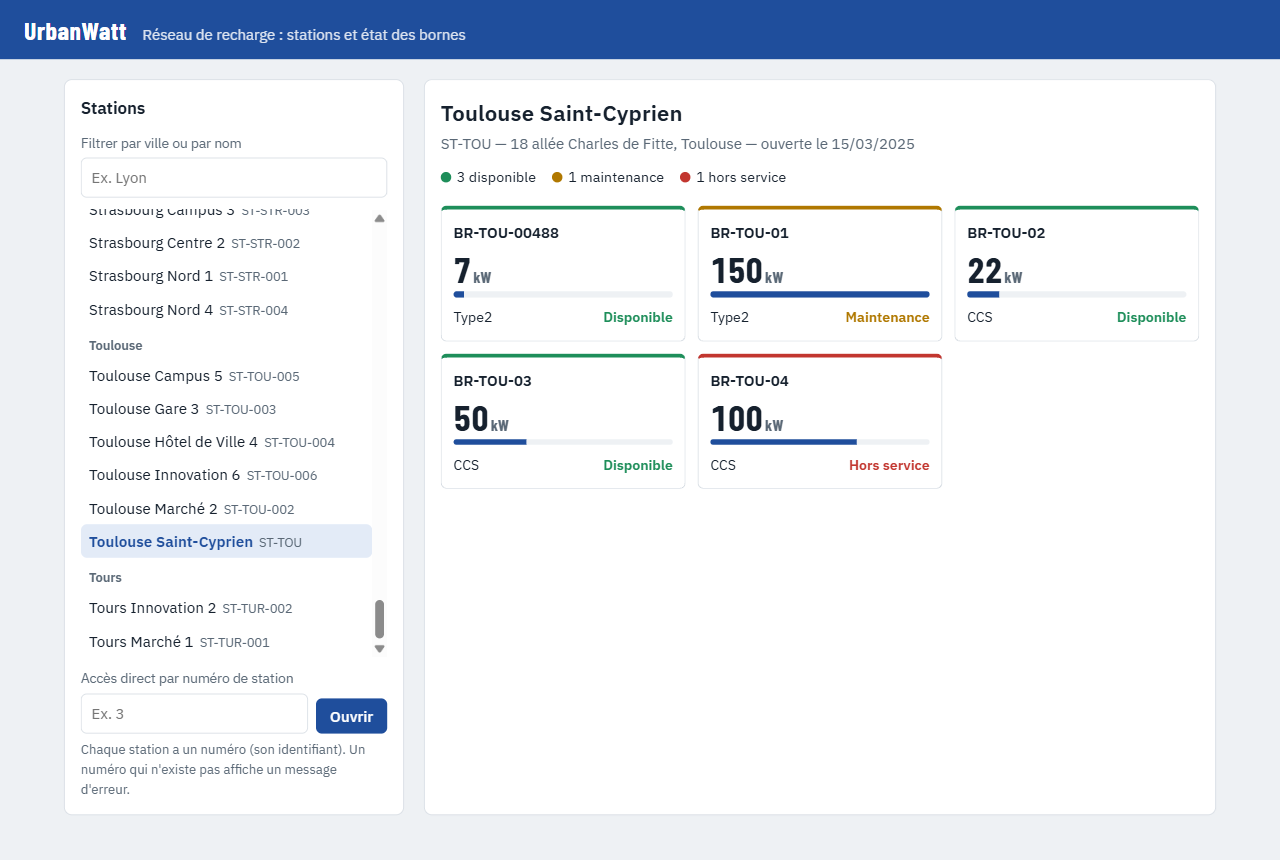 UrbanWatt
Réseau de recharge : stations et état des bornes
Stations
Filtrer par ville ou par nom
Ex. Lyon
Strasbourg Campus 3 ST-STR-003
Strasbourg Centre 2 ST-STR-002
Strasbourg Nord 1 ST-STR-001
Strasbourg Nord 4 ST-STR-004
Toulouse
Toulouse Campus 5 ST-TOU-005
Toulouse Gare 3 ST-TOU-003
Toulouse Hôtel de Ville 4 ST-TOU-004
Toulouse Innovation 6 ST-TOU-006
Toulouse Marché 2 ST-TOU-002
Toulouse Saint-Cyprien ST-TOU
Tours
Tours Innovation 2 ST-TUR-002
Tours Marché 1 ST-TUR-001
Accès direct par numéro de station
Ex. 3
Ouvrir
Chaque station a un numéro (son identifiant). Un
numéro qui n'existe pas affiche un message
d'erreur.
Toulouse Saint-Cyprien
ST-TOU — 18 allée Charles de Fitte, Toulouse — ouverte le 15/03/2025
3 disponible 1 maintenance 1 hors service
BR-TOU-00488
7 kW
Type2 Disponible
BR-TOU-01
150 kW
Type2 Maintenance
BR-TOU-02
22 kW
CCS Disponible
BR-TOU-03
50 kW
CCS Disponible
BR-TOU-04
100 kW
CCS Hors service